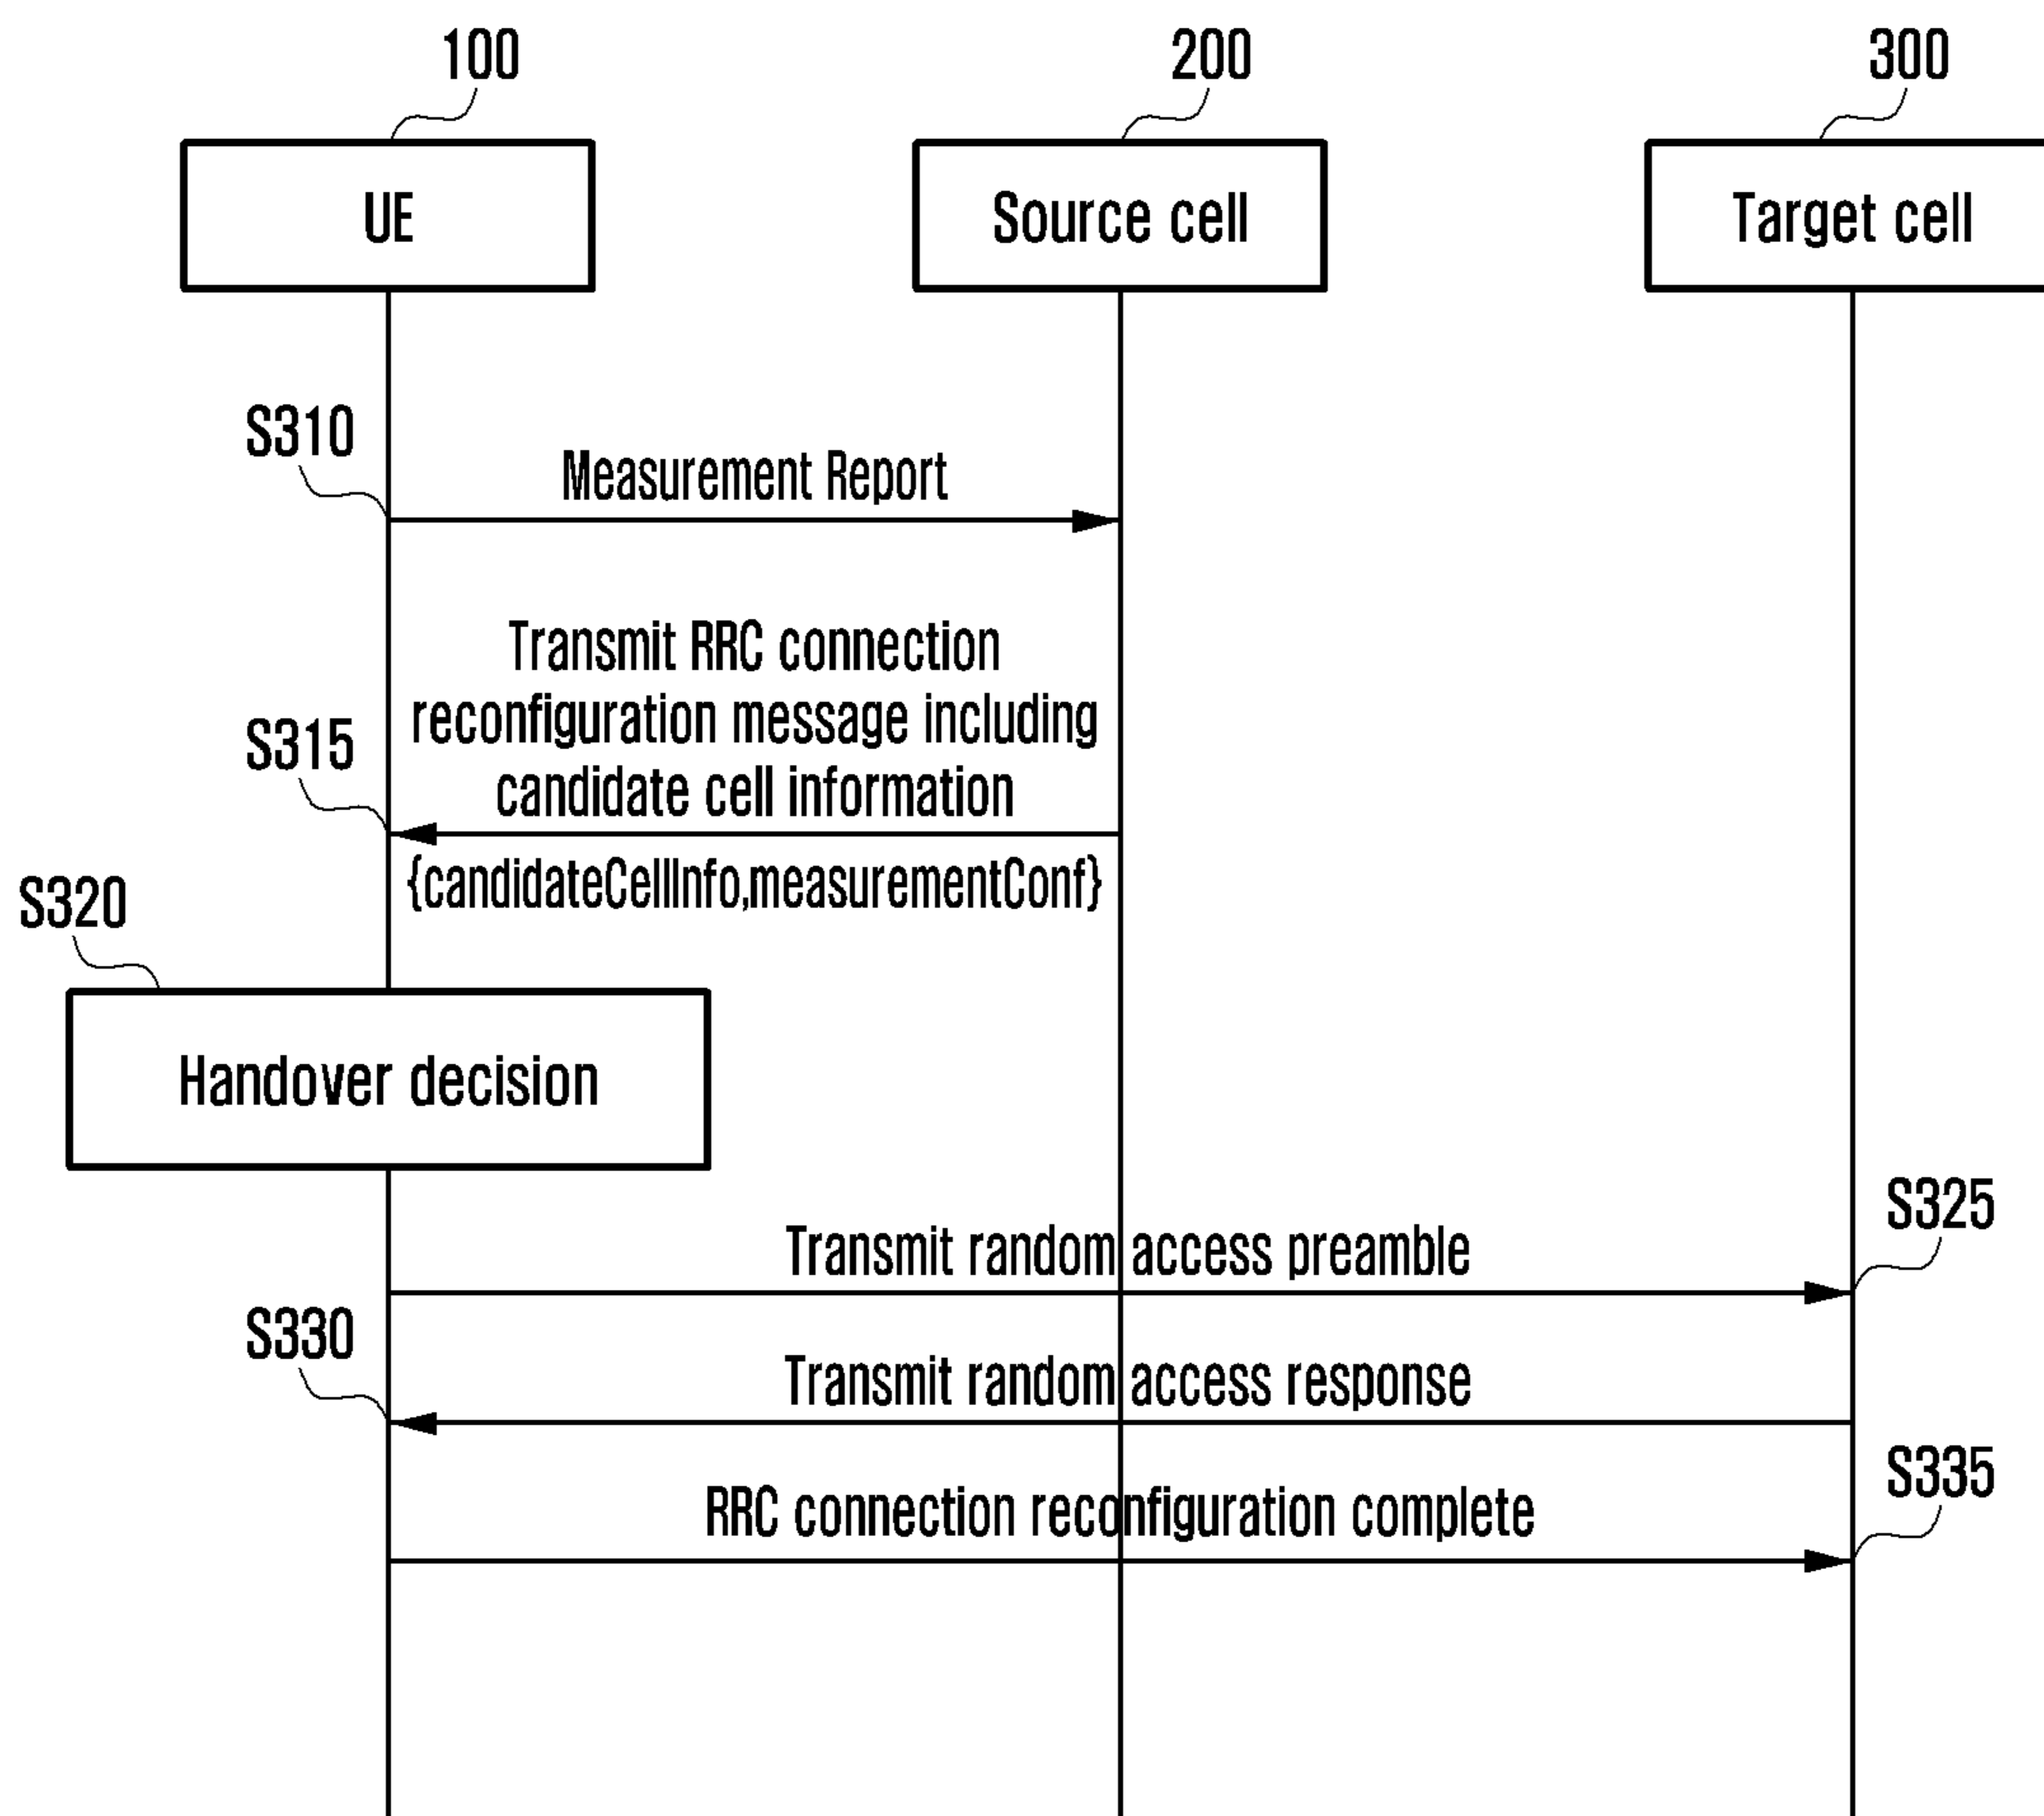 100
200
300
UE
Source cell
Target cell
S310
Measurement Report
Transmit RRC connection
reconfiguration message including
S315
candidate cell information
{candidateCellInfo,measurementConf}
S320
Handover decision
S325
Transmit random access preamble
S330
Transmit random access response
S335
RRC connection reconfiguration complete